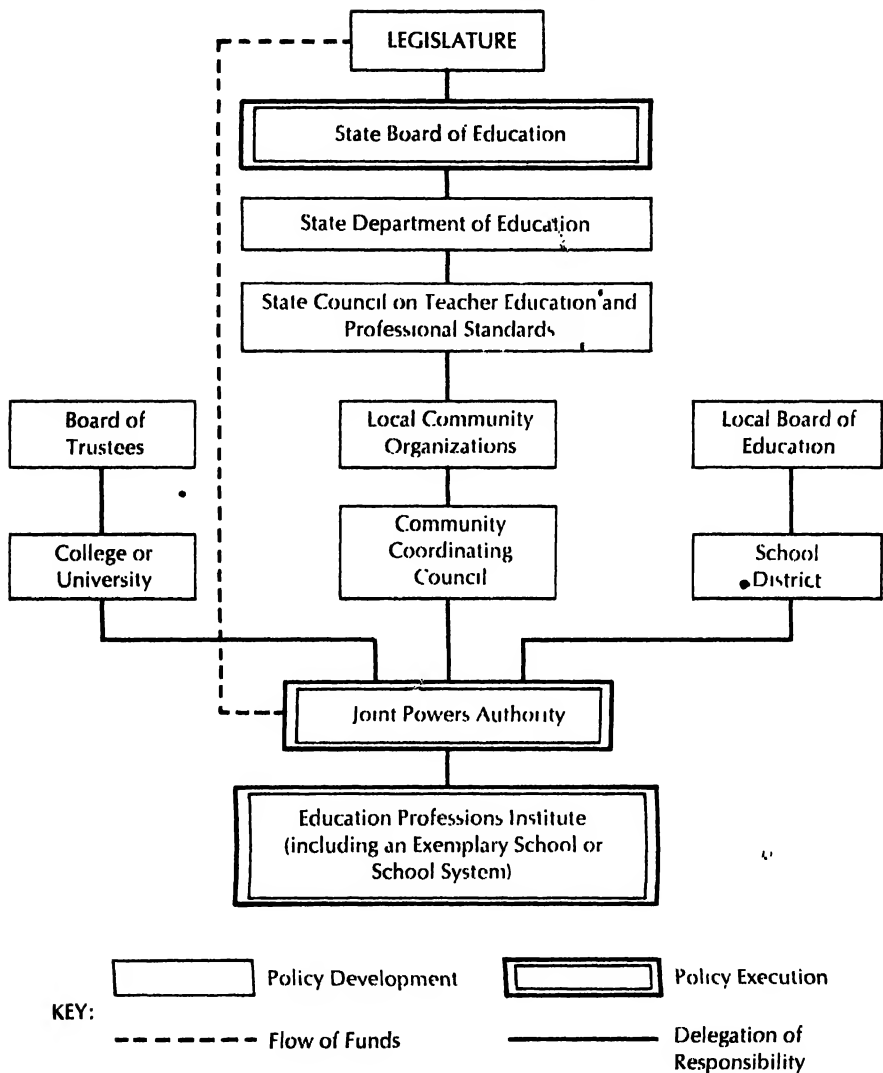 LEGISLATURE
State Board of Education
State Department of Education
State Council on Teacher Education and
Professional Standards
Board of
Trustees
Local Community
Organizations
Local Board of
Education
College or
University
Community
Coordinating
Council
School
District
Joint Powers Authority
Education Professions Institute
(including an Exemplary School or
School System)
KEY:
Policy Development
Policy Execution
Flow of Funds
Delegation of
Responsibility